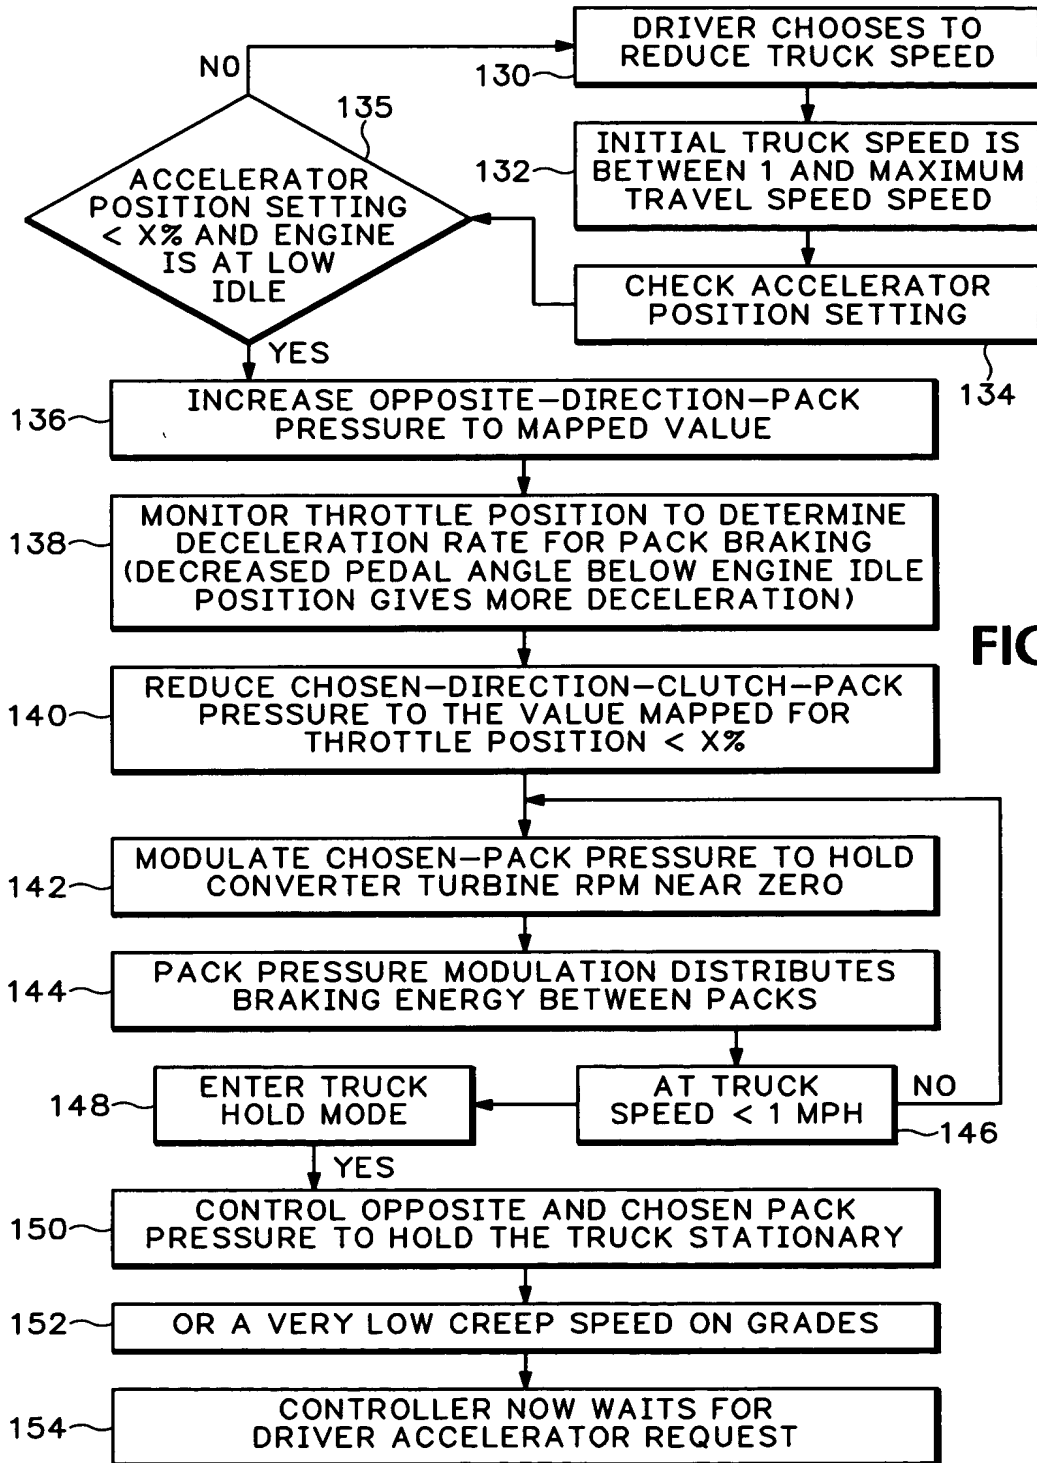 DRIVER CHOOSES TO
REDUCE TRUCK SPEED
130
NO
135
INITIAL TRUCK SPEED IS
BETWEEN 1 AND MAXIMUM
TRAVEL SPEED SPEED
132
ACCELERATOR
POSITION SETTING
< X% AND ENGINE
IS AT LOW
IDLE
CHECK ACCELERATOR
POSITION SETTING
134
YES
136
INCREASE OPPOSITE-DIRECTION-PACK
PRESSURE TO MAPPED VALUE
138
MONITOR THROTTLE POSITION TO DETERMINE
DECELERATION RATE FOR PACK BRAKING
(DECREASED PEDAL ANGLE BELOW ENGINE IDLE
POSITION GIVES MORE DECELERATION)
FIG
140
REDUCE CHOSEN-DIRECTION-CLUTCH-PACK
PRESSURE TO THE VALUE MAPPED FOR
THROTTLE POSITION < X%
142
MODULATE CHOSEN-PACK PRESSURE TO HOLD
CONVERTER TURBINE RPM NEAR ZERO
144
PACK PRESSURE MODULATION DISTRIBUTES
BRAKING ENERGY BETWEEN PACKS
148
ENTER TRUCK
HOLD MODE
AT TRUCK
SPEED < 1 MPH
NO
146
YES
150
CONTROL OPPOSITE AND CHOSEN PACK
PRESSURE TO HOLD THE TRUCK STATIONARY
152
OR A VERY LOW CREEP SPEED ON GRADES
154
CONTROLLER NOW WAITS FOR
DRIVER ACCELERATOR REQUEST